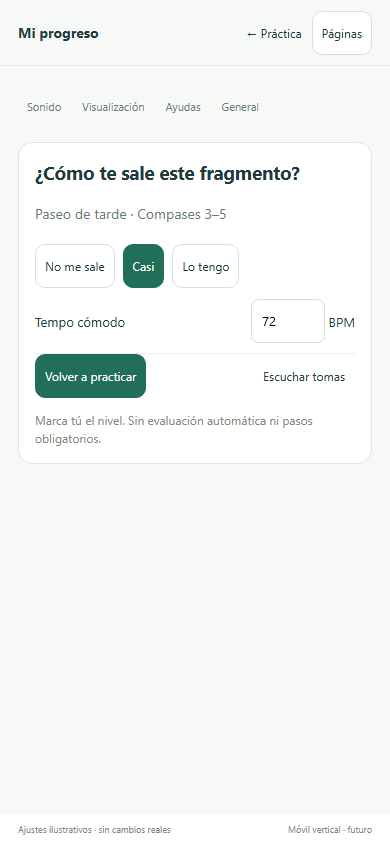 Mi progreso
← Práctica
Páginas
Sonido
Visualización
Ayudas
General
¿Cómo te sale este fragmento?
Paseo de tarde · Compases 3–5
No me sale
Casi
Lo tengo
Tempo cómodo
72
BPM
Volver a practicar
Escuchar tomas
Marca tú el nivel. Sin evaluación automática ni pasos
obligatorios.
Ajustes ilustrativos · sin cambios reales
Móvil vertical · futuro